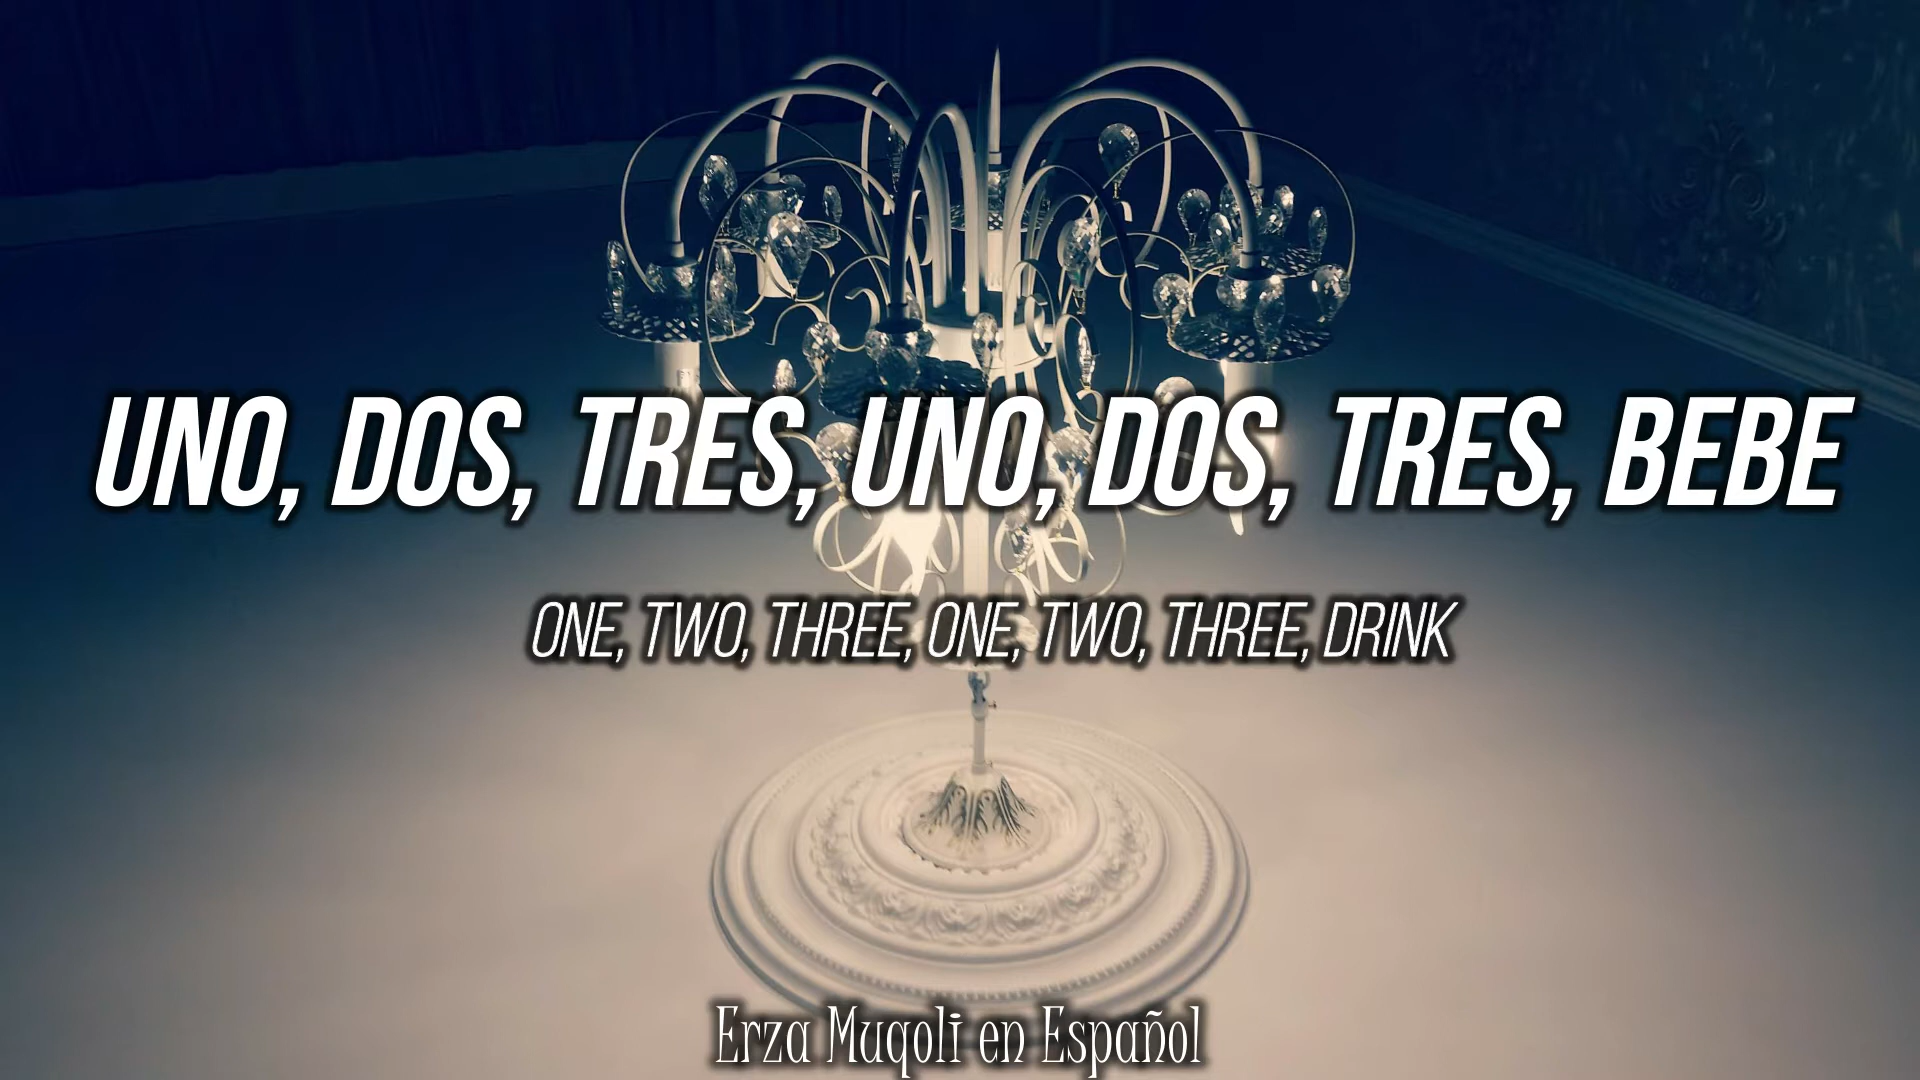 UNO, DOS, TRES, UNO, DOS, TRES, BEBE
ONE, TWO, THREE, ONE, TWO, THREE, DRINK
Erza Muqoli en Español